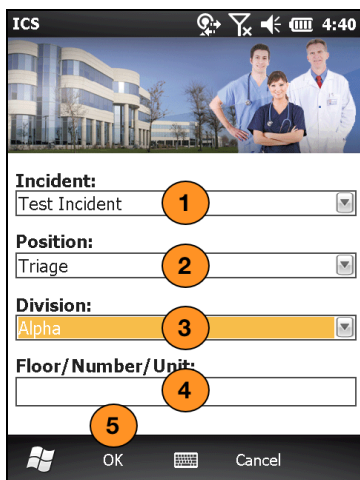 ICS 4:40
Incident:
Test Incident
1
Position:
Triage
2
Division:
Alpha
3
Floor/Number/Unit:
4
5
OK Cancel